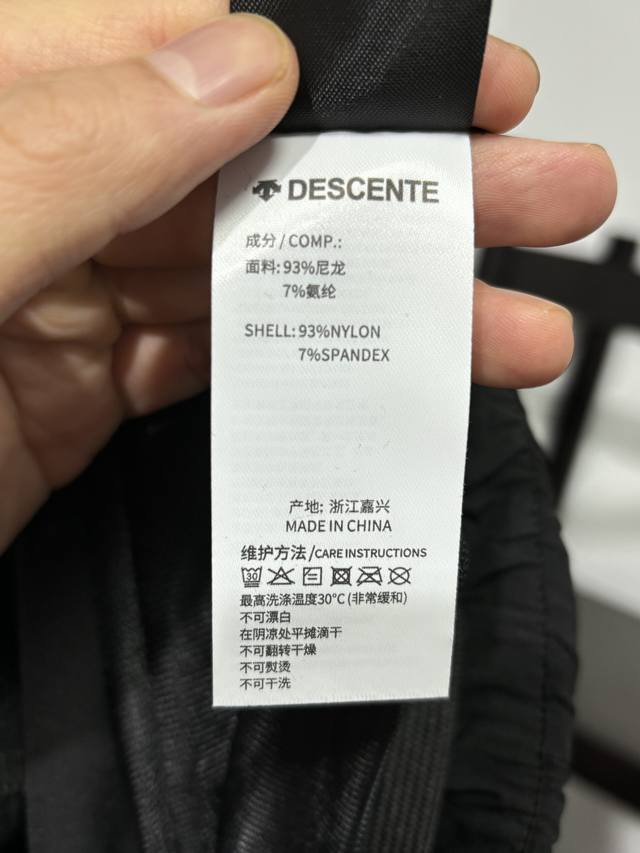 DESCENTE
成分/COMP.:
面料:93%尼龙
7%氨纶
SHELL:93%NYLON
7%SPANDEX
产地: 浙江嘉兴
MADE IN CHINA
维护方法/CARE INSTRUCTIONS
30
最高洗涤温度30°C(非常缓和)
不可漂白
在阴凉处平摊滴干
不可翻转干燥
不可熨烫
不可干洗